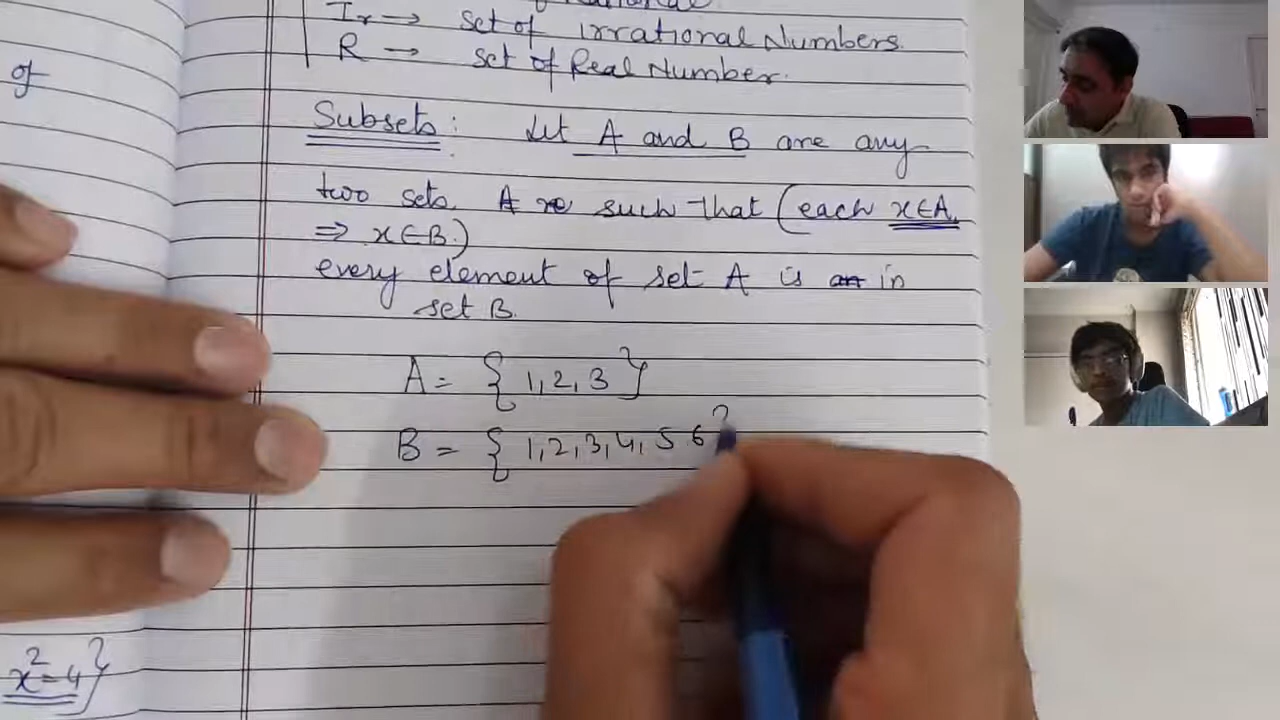 of
Ir → set of irrational Numbers.
R → set of Real Number.
Subsets: Let A and B are any
two sets. A such that (each x∈A,
⇒ x∈B.)
every element of set A is in
set B.
A = { 1, 2, 3 }
B = { 1, 2, 3, 4, 5 6 }
x²=4}